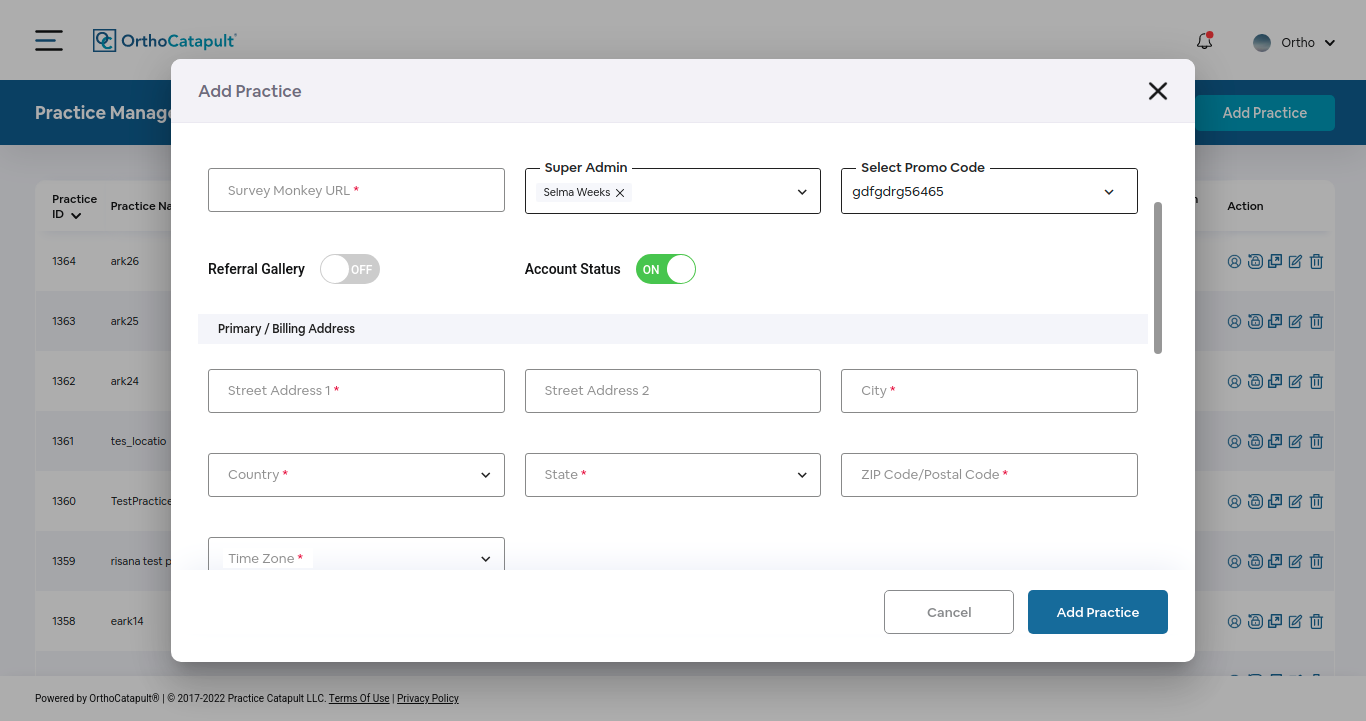 OrthoCatapult
Ortho
Practice Manage
Add Practice
Add Practice
Survey Monkey URL *
Super Admin
Selma Weeks
Select Promo Code
gdfgdrg56465
Referral Gallery OFF
Account Status ON
Primary / Billing Address
Street Address 1 *
Street Address 2
City *
Country *
State *
ZIP Code/Postal Code *
Time Zone *
Cancel
Add Practice
Practice
ID
Practice Na
Action
1364 ark26
1363 ark25
1362 ark24
1361 tes_locatio
1360 TestPractice
1359 risana test p
1358 eark14
Powered by OrthoCatapult® | © 2017-2022 Practice Catapult LLC. Terms Of Use | Privacy Policy